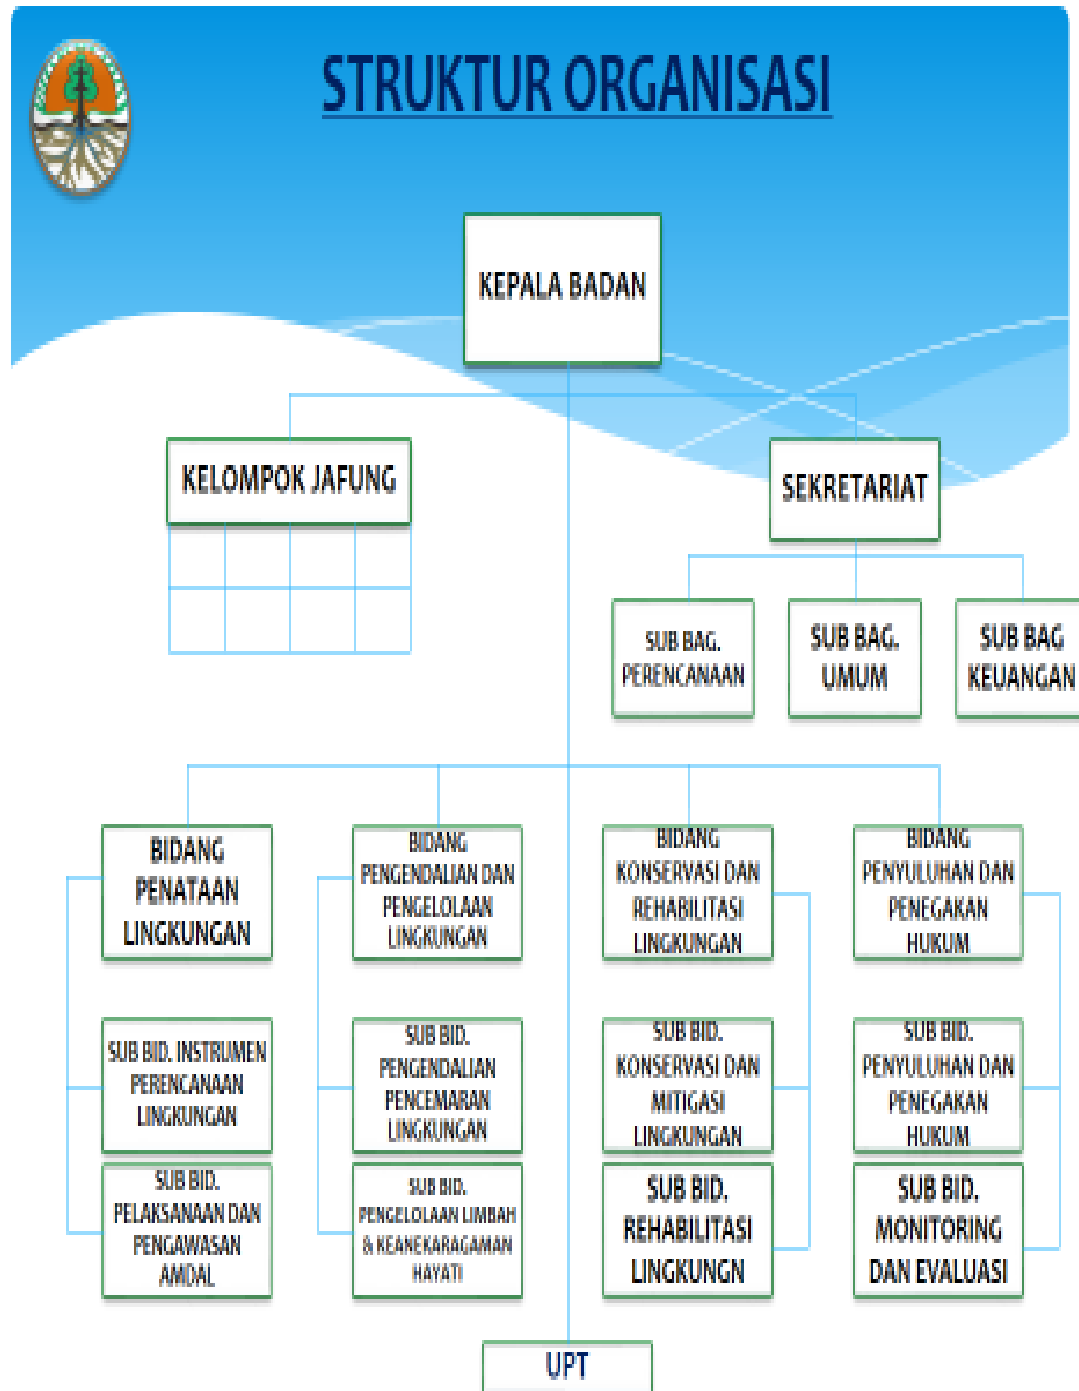 STRUKTUR ORGANISASI
KEPALA BADAN
KELOMPOK JAFUNG
SEKRETARIAT
SUB BAG.
PERENCANAAN
SUB BAG.
UMUM
SUB BAG
KEUANGAN
BIDANG
PENATAAN
LINGKUNGAN
BIDANG
PENGENDALIAN DAN
PENGELOLAAN
LINGKUNGAN
BIDANG
KONSERVASI DAN
REHABILITASI
LINGKUNGAN
BIDANG
PENYULUHAN DAN
PENEGAKAN
HUKUM
SUB BID. INSTRUMEN
PERENCANAAN
LINGKUNGAN
SUB BID.
PENGENDALIAN
PENCEMARAN
LINGKUNGAN
SUB BID.
KONSERVASI DAN
MITIGASI
LINGKUNGAN
SUB BID.
PENYULUHAN DAN
PENEGAKAN
HUKUM
SUB BID.
PELAKSANAAN DAN
PENGAWASAN
AMDAL
SUB BID.
PENGELOLAAN LIMBAH
& KEANEKARAGAMAN
HAYATI
SUB BID.
REHABILITASI
LINGKUNGN
SUB BID.
MONITORING
DAN EVALUASI
UPT